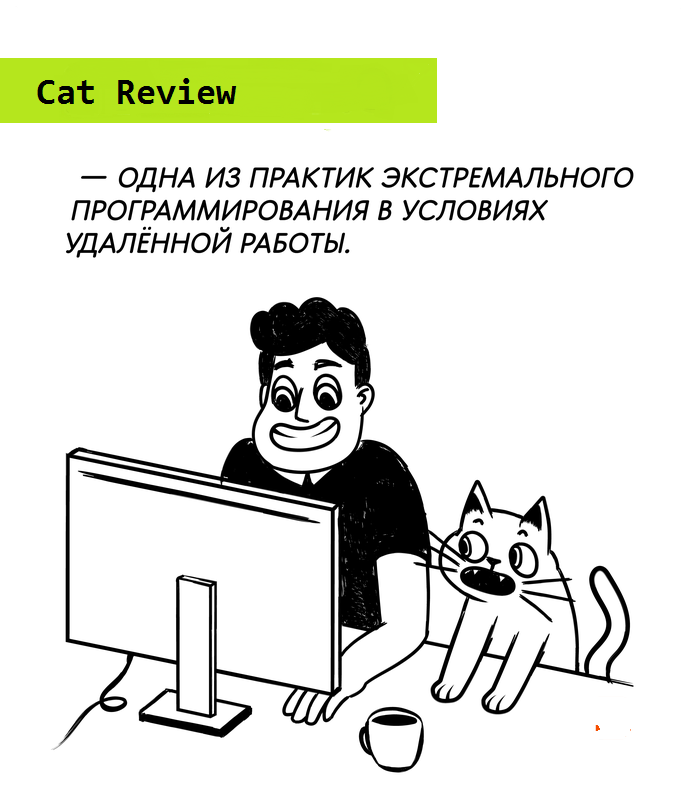 Cat Review
— ОДНА ИЗ ПРАКТИК ЭКСТРЕМАЛЬНОГО
ПРОГРАММИРОВАНИЯ В УСЛОВИЯХ
УДАЛЁННОЙ РАБОТЫ.